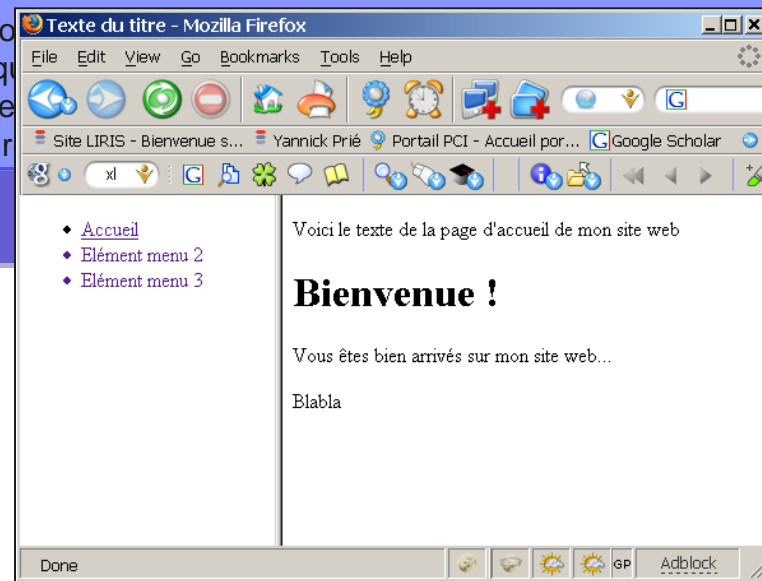 Texte du titre - Mozilla Firefox
File Edit View Go Bookmarks Tools Help
G
Site LIRIS - Bienvenue s... Yannick Prié Portail PCI - Accueil por... G Google Scholar
xl G
Accueil
Elément menu 2
Elément menu 3
Voici le texte de la page d'accueil de mon site web
Bienvenue !
Vous êtes bien arrivés sur mon site web...
Blabla
Done GP Adblock